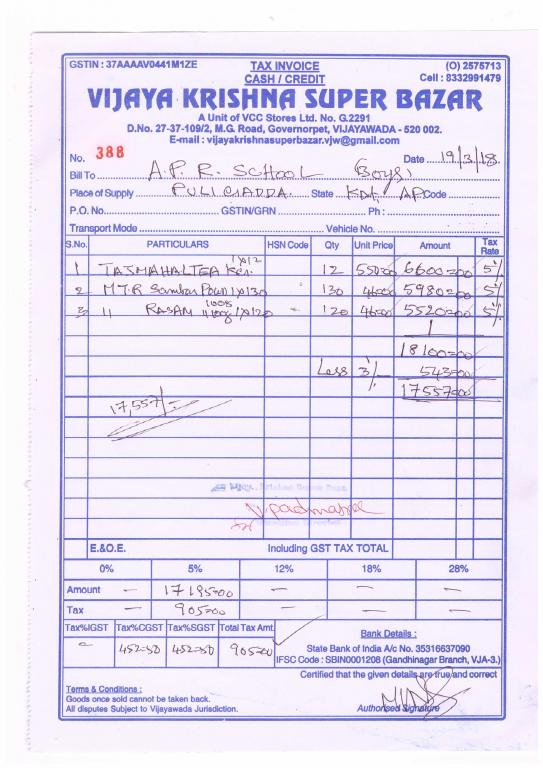 GSTIN : 37AAAAV0441M1ZE TAX INVOICE (O) 2575713
CASH / CREDIT Cell : 8332991479
VIJAYA KRISHNA SUPER BAZAR
A Unit of VCC Stores Ltd. No. G.2291
D.No. 27-37-109/2, M.G. Road, Governorpet, VIJAYAWADA - 520 002.
E-mail : vijayakrishnasuperbazar.vjw@gmail.com
No. 388 Date 19/3/18
Bill To A.P.R. SCHOOL Boys
Place of Supply PULIGADDA State AP Code
P.O. No. GSTIN/GRN Ph :
Transport Mode Vehicle No.
S.No. PARTICULARS HSN Code Qty Unit Price Amount Tax Rate
1 TAJMAHAL TEA 1x12 12 550=00 6600=00 5%
2 MTR Sambar Powd 1x130 130 46=00 5980=00 5%
3 11 RASAM 100g 1x120 - 120 46=00 5520=00 5%
18100=00
Less 3% 543=00
17557=00
17,557/-
Vpadmaja
E.&O.E. Including GST TAX TOTAL
0% 5% 12% 18% 28%
Amount - 17195=00 - - -
Tax - 905=00 - - -
Tax%IGST Tax%CGST Tax%SGST Total Tax Amt.
- 452=50 452=50 905=00
Bank Details :
State Bank of India A/c No. 35316637090
IFSC Code : SBIN0001208 (Gandhinagar Branch, VJA-3.)
Certified that the given details are true and correct
Terms & Conditions :
Goods once sold cannot be taken back.
All disputes Subject to Vijayawada Jurisdiction. Authorised Signature